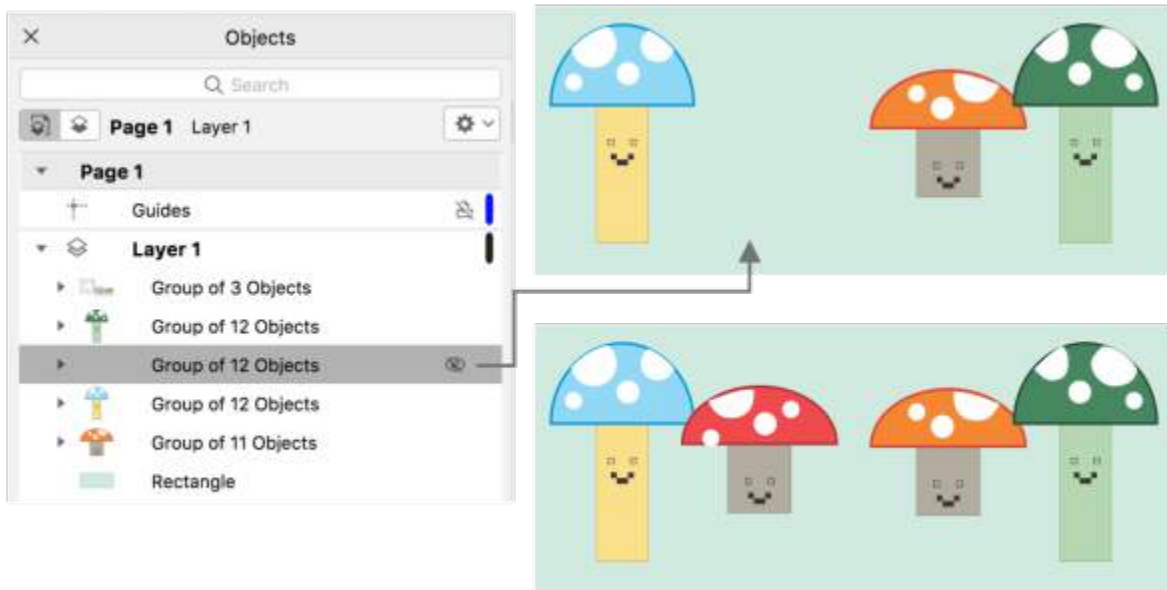 Objects
Search
Page 1 Layer 1
Page 1
Guides
Layer 1
Group of 3 Objects
Group of 12 Objects
Group of 12 Objects
Group of 12 Objects
Group of 11 Objects
Rectangle